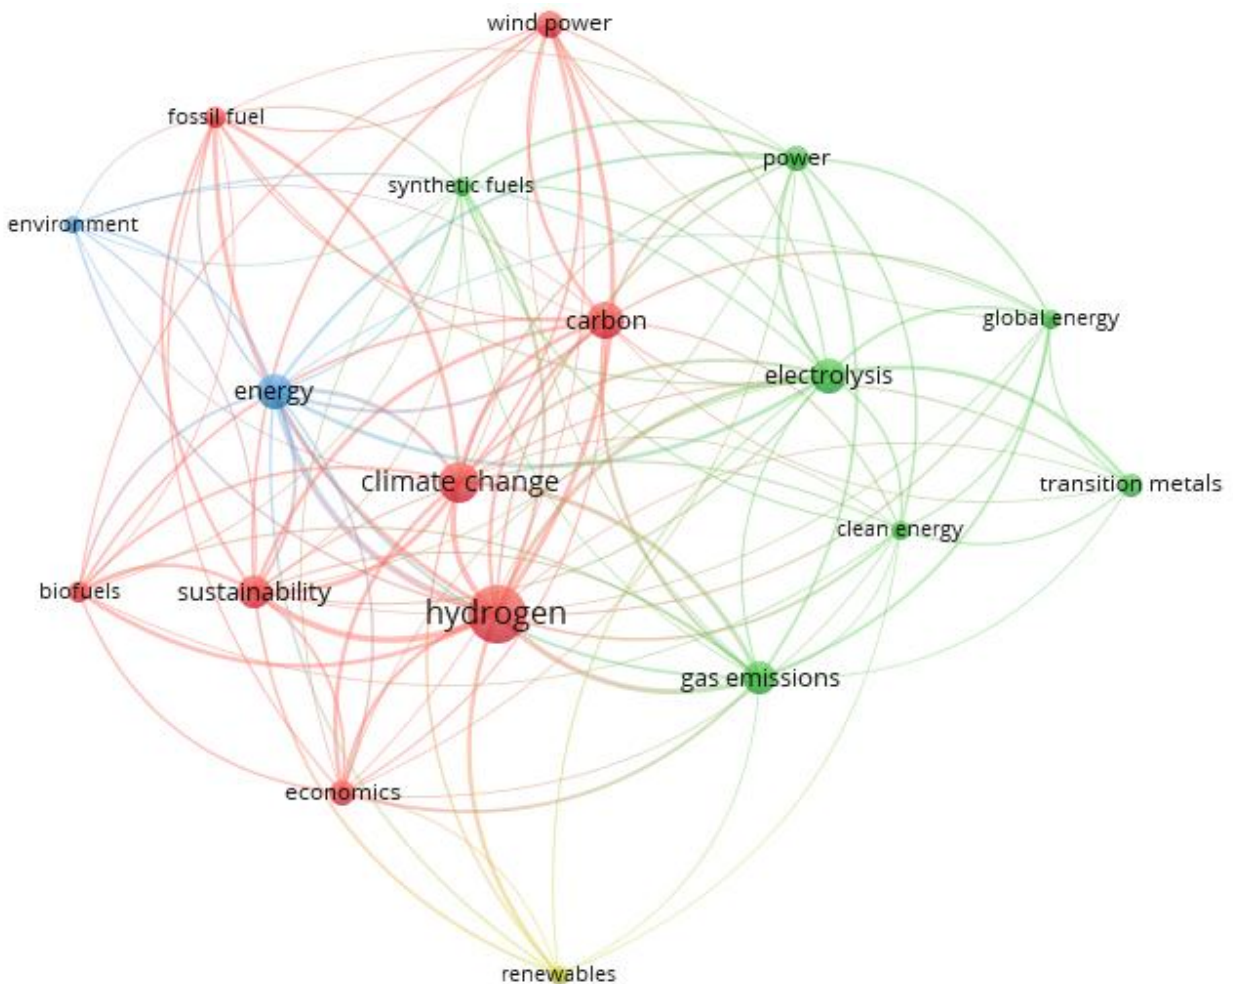 wind power
fossil fuel
power
synthetic fuels
environment
carbon
global energy
electrolysis
energy
climate change
transition metals
clean energy
biofuels
sustainability
hydrogen
gas emissions
economics
renewables